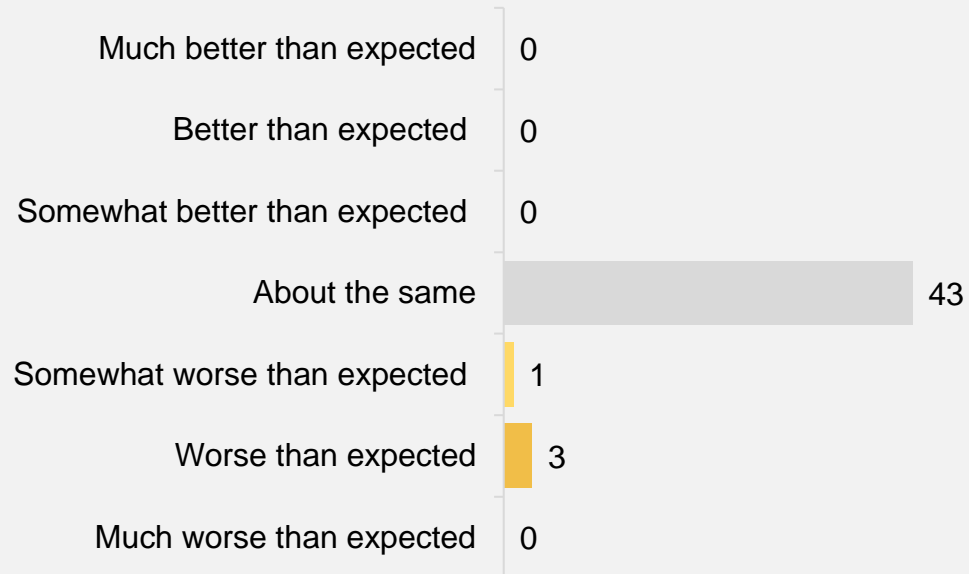 Much better than expected 0
Better than expected 0
Somewhat better than expected 0
About the same 43
Somewhat worse than expected 1
Worse than expected 3
Much worse than expected 0